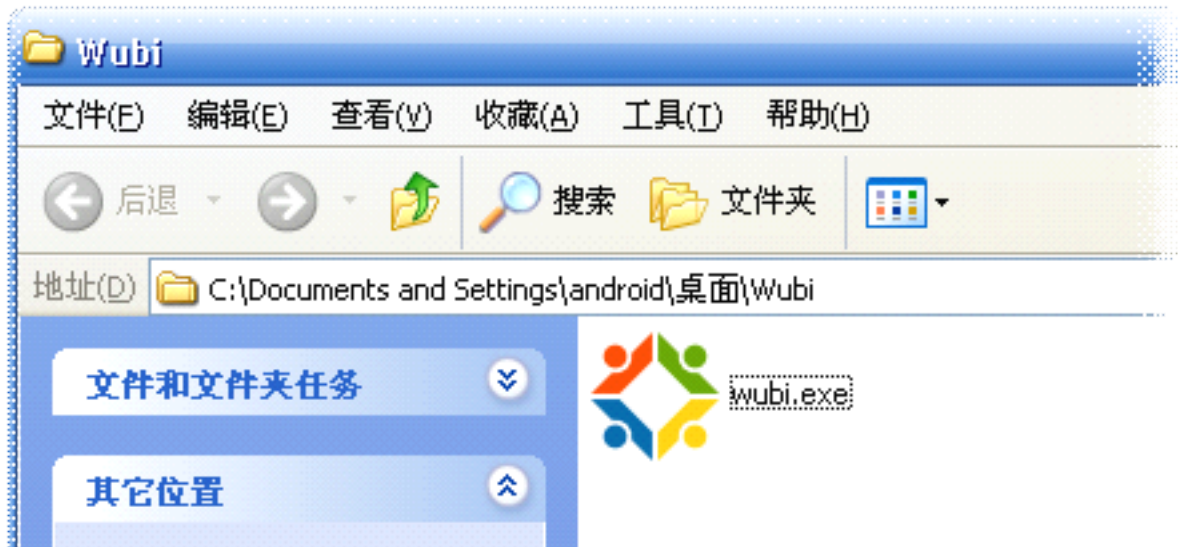 Wubi
文件(F) 编辑(E) 查看(V) 收藏(A) 工具(T) 帮助(H)
后退 搜索 文件夹
地址(D) C:\Documents and Settings\android\桌面\Wubi
文件和文件夹任务
wubi.exe
其它位置